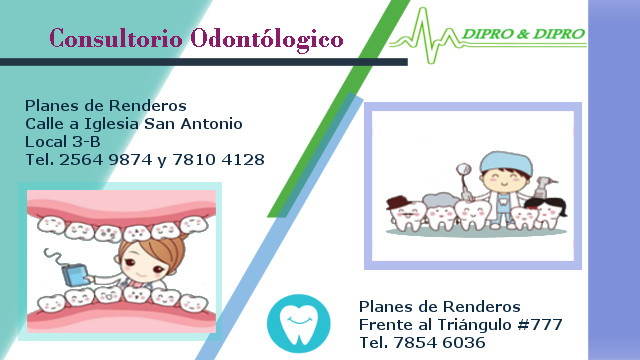 Consultorio Odontólogico
DIPRO & DIPRO
Planes de Renderos
Calle a Iglesia San Antonio
Local 3-B
Tel. 2564 9874 y 7810 4128
Planes de Renderos
Frente al Triángulo #777
Tel. 7854 6036